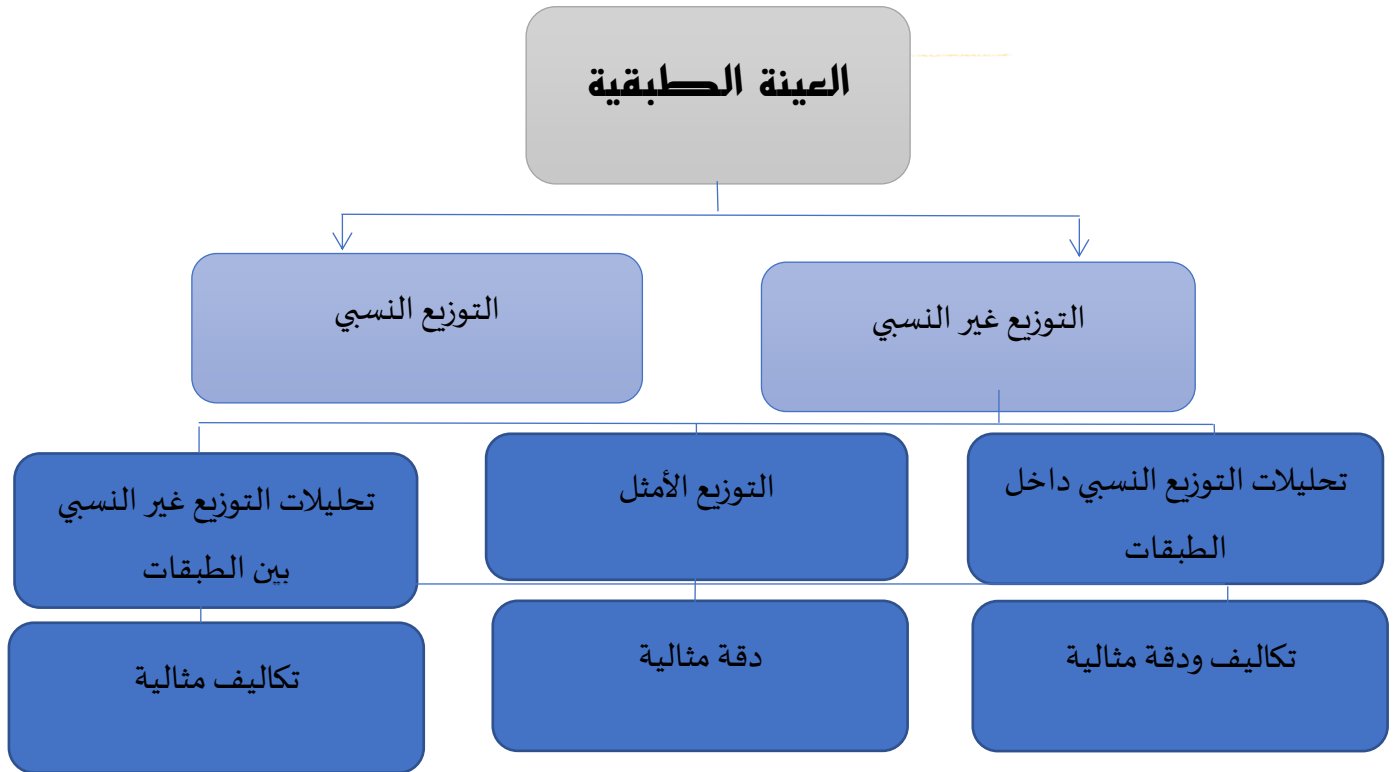 العينة الطبقية
التوزيع غير النسبي
التوزيع النسبي
تحليلات التوزيع النسبي داخل
الطبقات
التوزيع الأمثل
تحليلات التوزيع غير النسبي
بين الطبقات
تكاليف ودقة مثالية
دقة مثالية
تكاليف مثالية